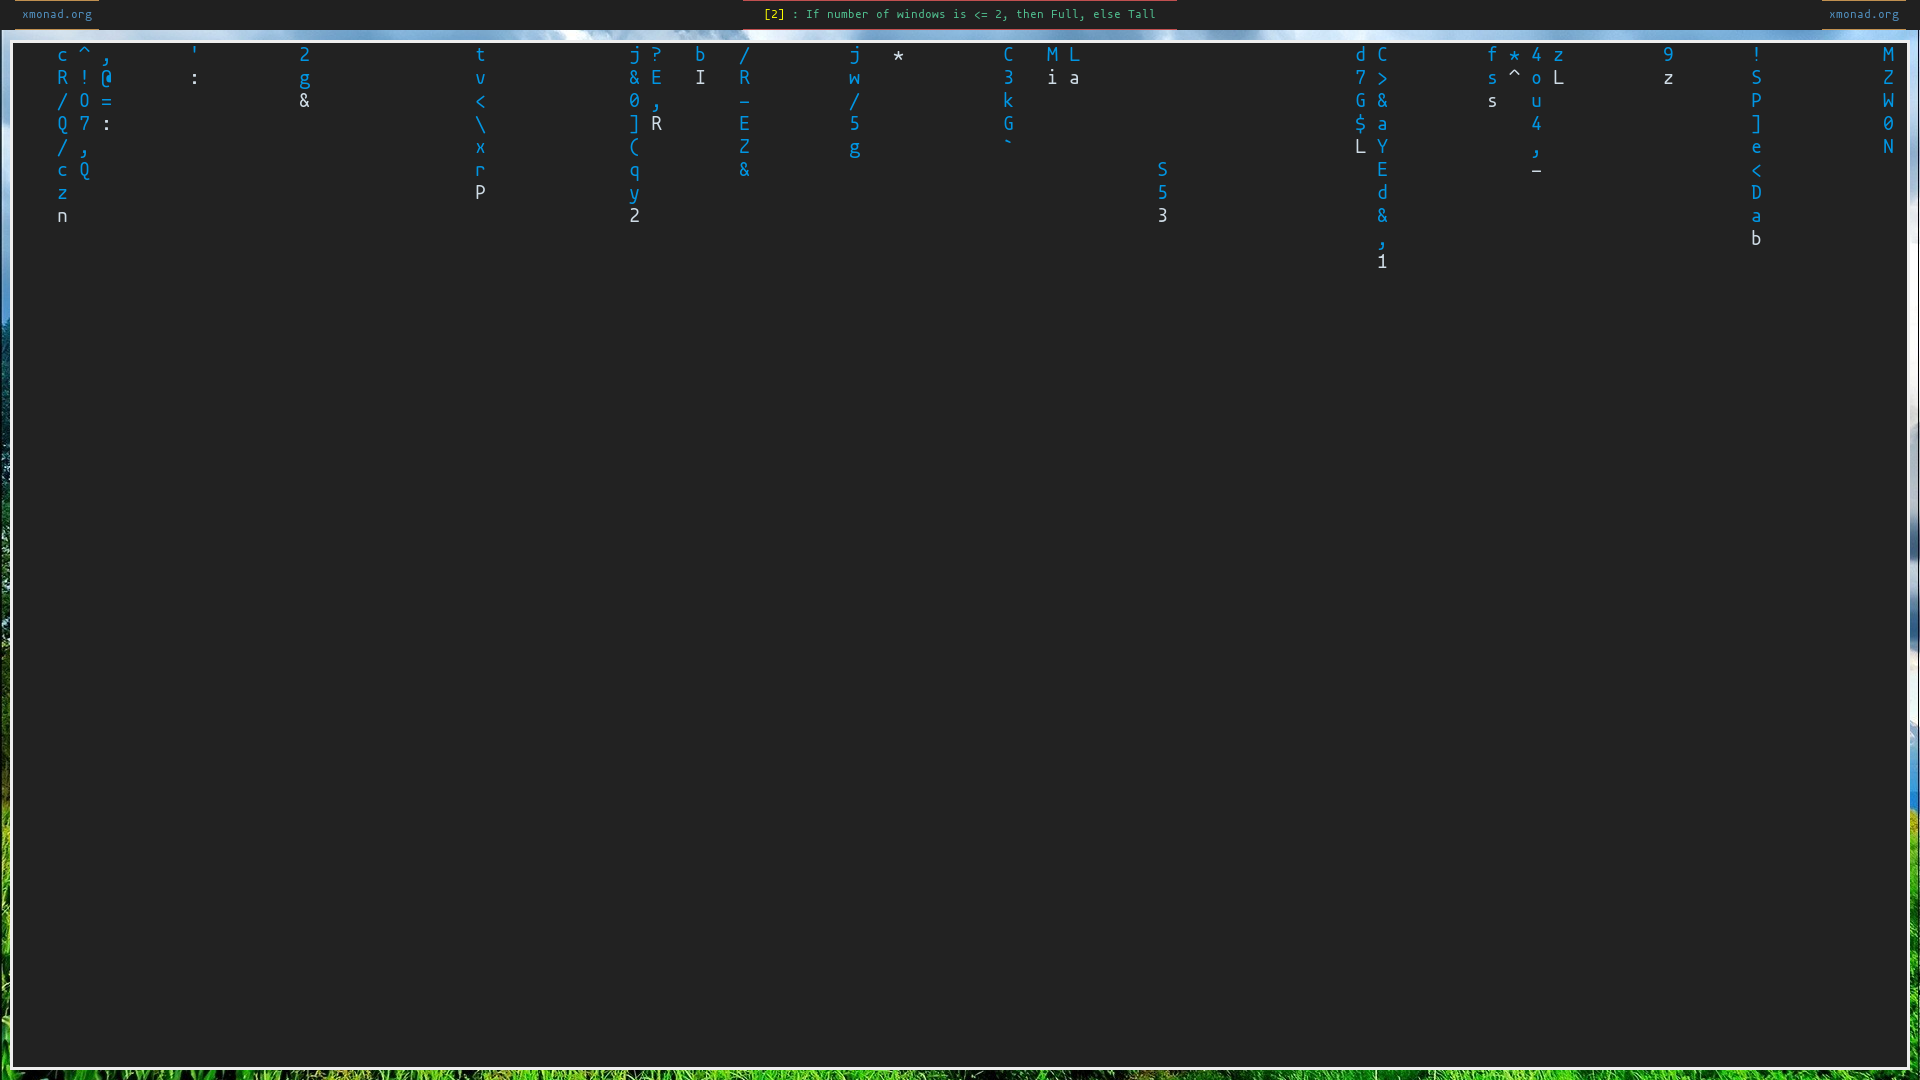 xmonad.org [2] : If number of windows is <= 2, then Full, else Tall xmonad.org
c ^ , ' 2 t j ? b / j * C M L d C f * 4 z 9 ! M
R ! @ : g v & E I R w 3 i a 7 > s ^ o L z S Z
/ O = & < 0 , – / k G & s u P W
Q 7 : \ ] R E 5 G $ a 4 ] 0
/ , x ( Z g ` L Y , e N
c Q r q & S E – <
z P y 5 d D
n 2 3 & a
, b
1